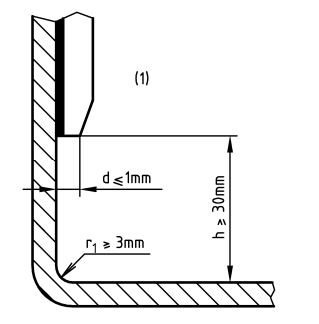 (1)
d ≤ 1mm
h ≥ 30mm
r₁ ≥ 3mm